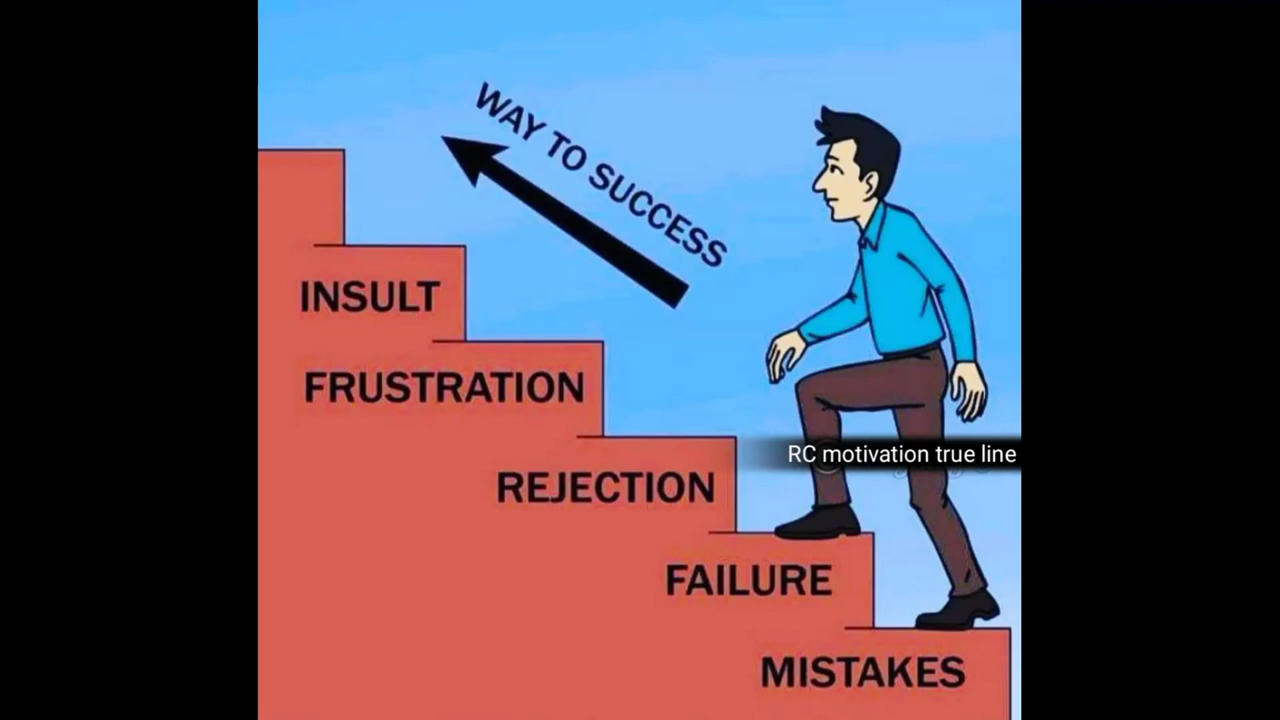 WAY TO SUCCESS
INSULT
FRUSTRATION
RC motivation true line
REJECTION
FAILURE
MISTAKES